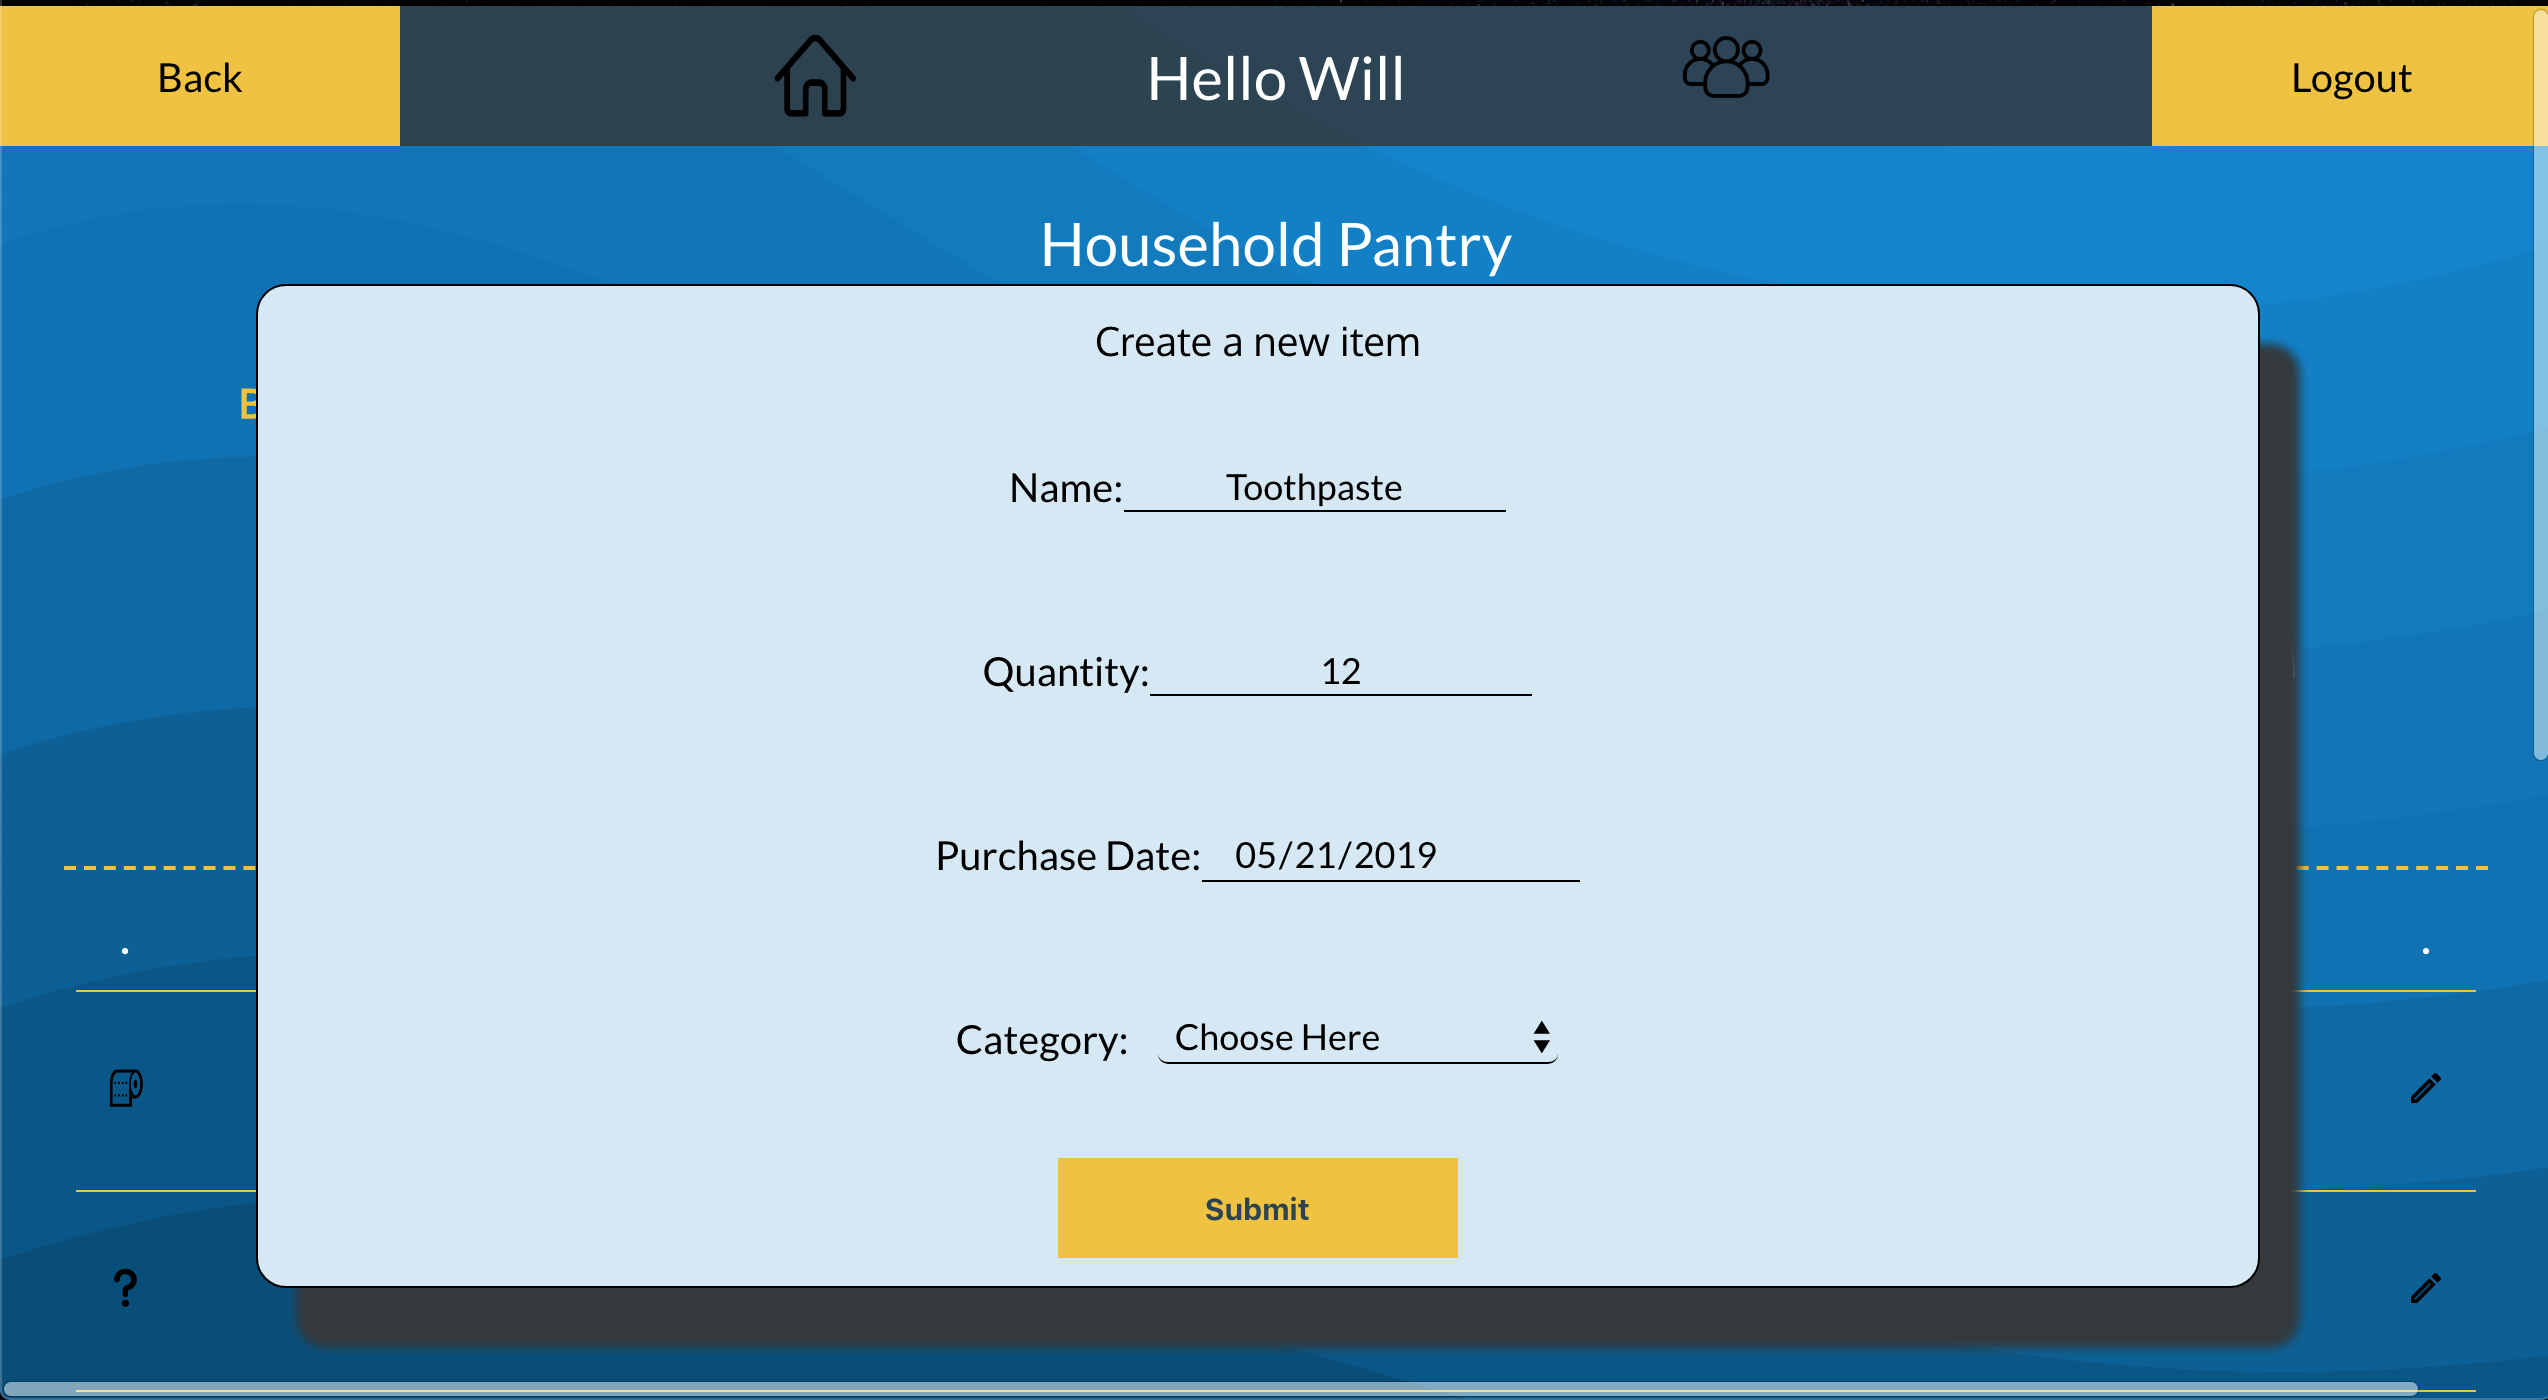 Back
Hello Will
Logout
Household Pantry
Create a new item
Name: Toothpaste
Quantity: 12
Purchase Date: 05/21/2019
Category: Choose Here
?
Submit